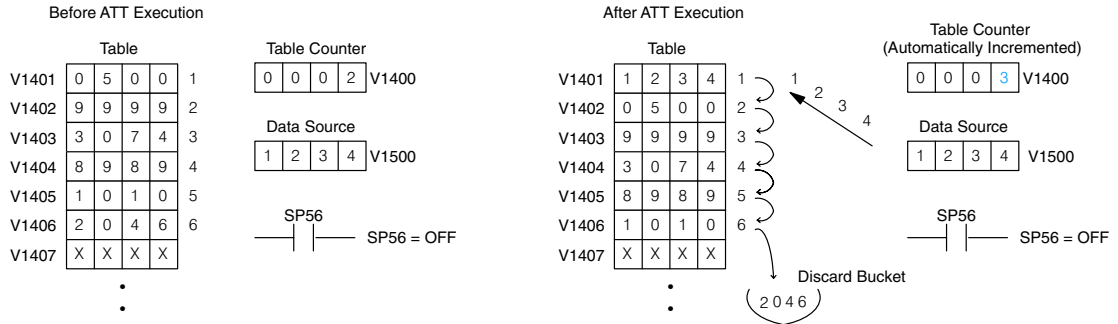 Before ATT Execution
Table
V1401 0 5 0 0 1
V1402 9 9 9 9 2
V1403 3 0 7 4 3
V1404 8 9 8 9 4
V1405 1 0 1 0 5
V1406 2 0 4 6 6
V1407 X X X X
Table Counter
0 0 0 2 V1400
Data Source
1 2 3 4 V1500
SP56
SP56 = OFF
After ATT Execution
Table
V1401 1 2 3 4 1
V1402 0 5 0 0 2
V1403 9 9 9 9 3
V1404 3 0 7 4 4
V1405 8 9 8 9 5
V1406 1 0 1 0 6
V1407 X X X X
1 2 3 4
Discard Bucket
2 0 4 6
Table Counter
(Automatically Incremented)
0 0 0 3 V1400
Data Source
1 2 3 4 V1500
SP56
SP56 = OFF